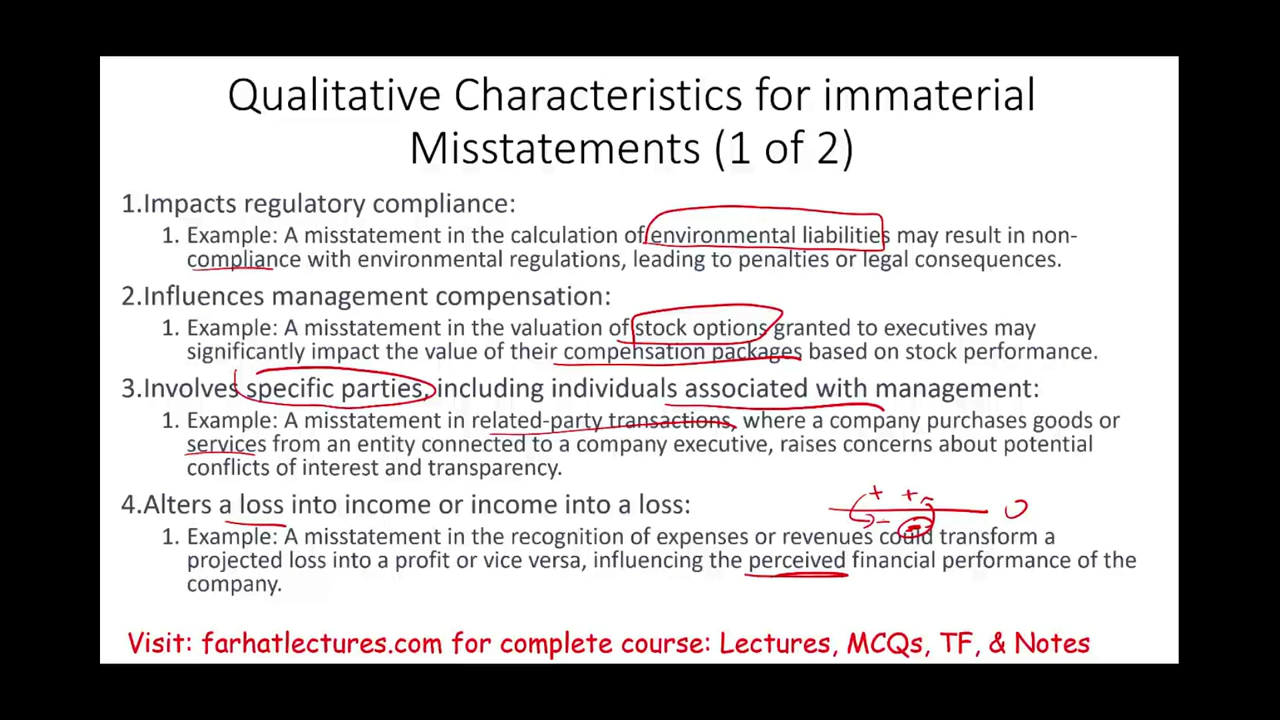 Qualitative Characteristics for immaterial
Misstatements (1 of 2)
1.Impacts regulatory compliance:
1. Example: A misstatement in the calculation of environmental liabilities may result in non-
compliance with environmental regulations, leading to penalties or legal consequences.
2.Influences management compensation:
1. Example: A misstatement in the valuation of stock options granted to executives may
significantly impact the value of their compensation packages based on stock performance.
3.Involves specific parties, including individuals associated with management:
1. Example: A misstatement in related-party transactions, where a company purchases goods or
services from an entity connected to a company executive, raises concerns about potential
conflicts of interest and transparency.
4.Alters a loss into income or income into a loss:
+ +
0
- -
1. Example: A misstatement in the recognition of expenses or revenues could transform a
projected loss into a profit or vice versa, influencing the perceived financial performance of the
company.
Visit: farhatlectures.com for complete course: Lectures, MCQs, TF, & Notes